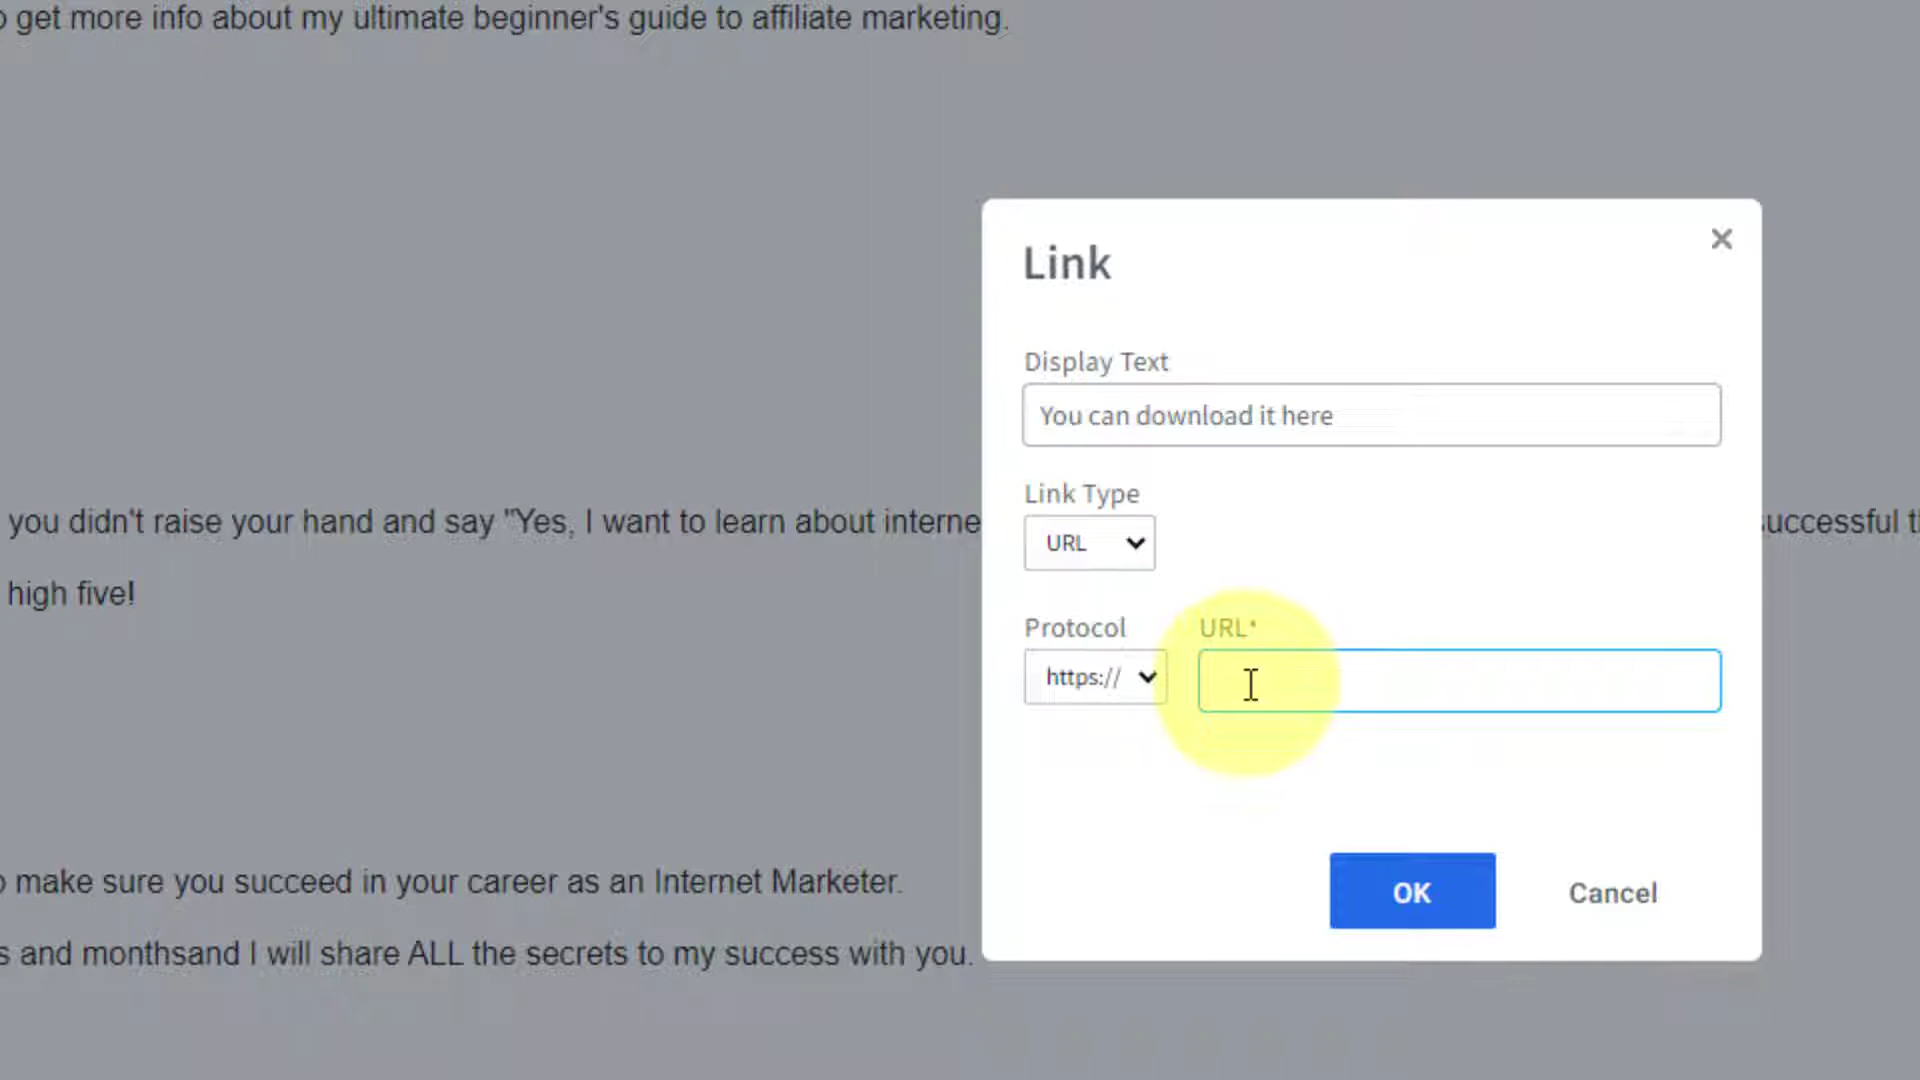 get more info about my ultimate beginner's guide to affiliate marketing.
Link
Display Text
You can download it here
Link Type
URL
you didn't raise your hand and say "Yes, I want to learn about
high five!
Protocol
URL*
https://
make sure you succeed in your career as an Internet Marketer.
OK
Cancel
and monthsand I will share ALL the secrets to my success with you.